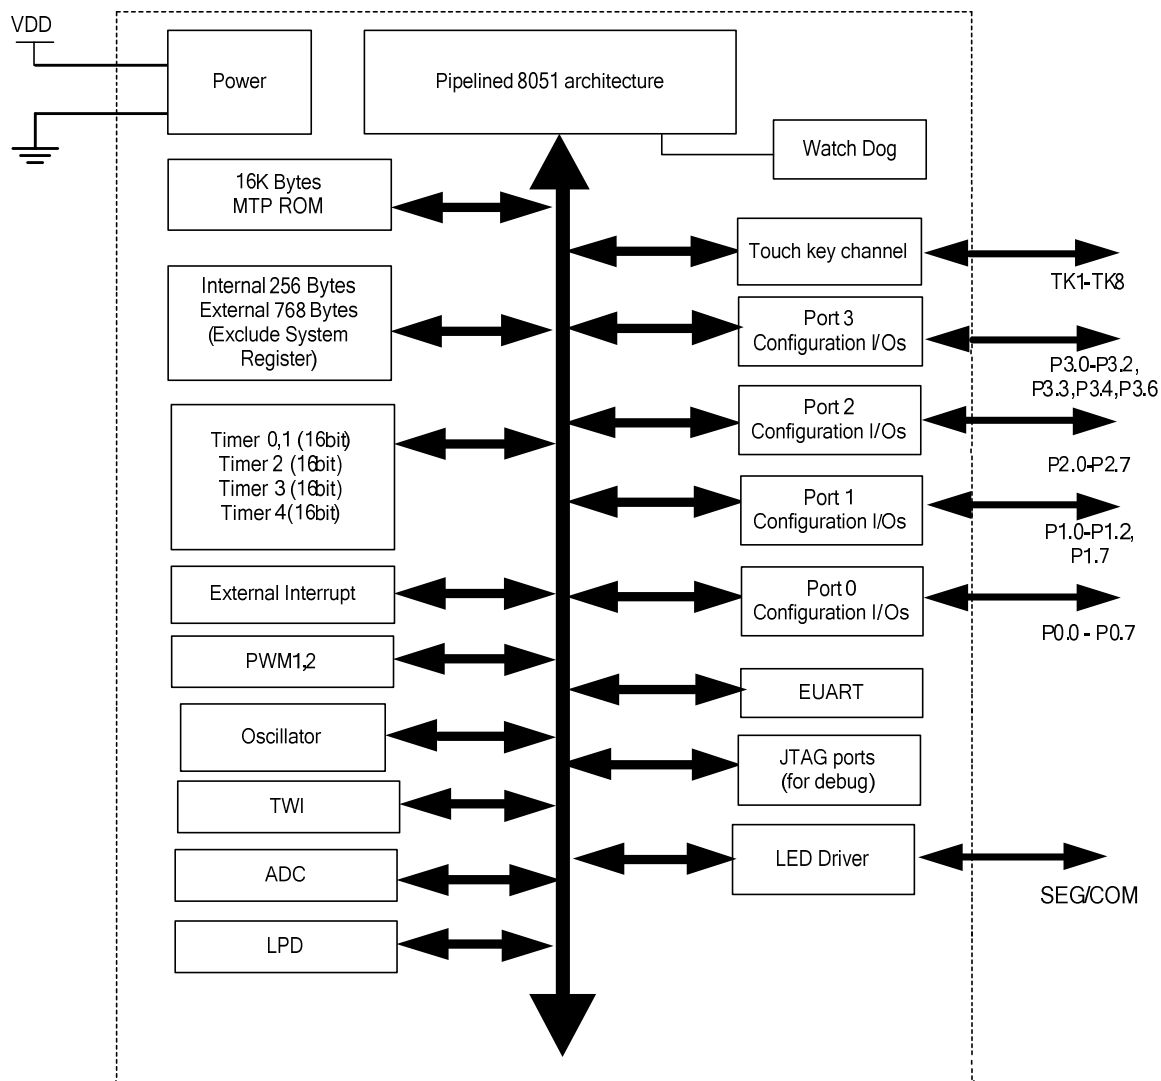 VDD
Power
Pipelined 8051 architecture
Watch Dog
16K Bytes
MTP ROM
Internal 256 Bytes
External 768 Bytes
(Exclude System
Register)
Timer 0,1 (16bit)
Timer 2 (16bit)
Timer 3 (16bit)
Timer 4 (16bit)
External Interrupt
PWM1,2
Oscillator
TWI
ADC
LPD
Touch key channel
TK1-TK8
Port 3
Configuration I/Os
P3.0-P3.2,
P3.3,P3.4,P3.6
Port 2
Configuration I/Os
P2.0-P2.7
Port 1
Configuration I/Os
P1.0-P1.2,
P1.7
Port 0
Configuration I/Os
P0.0 - P0.7
EUART
JTAG ports
(for debug)
LED Driver
SEG/COM